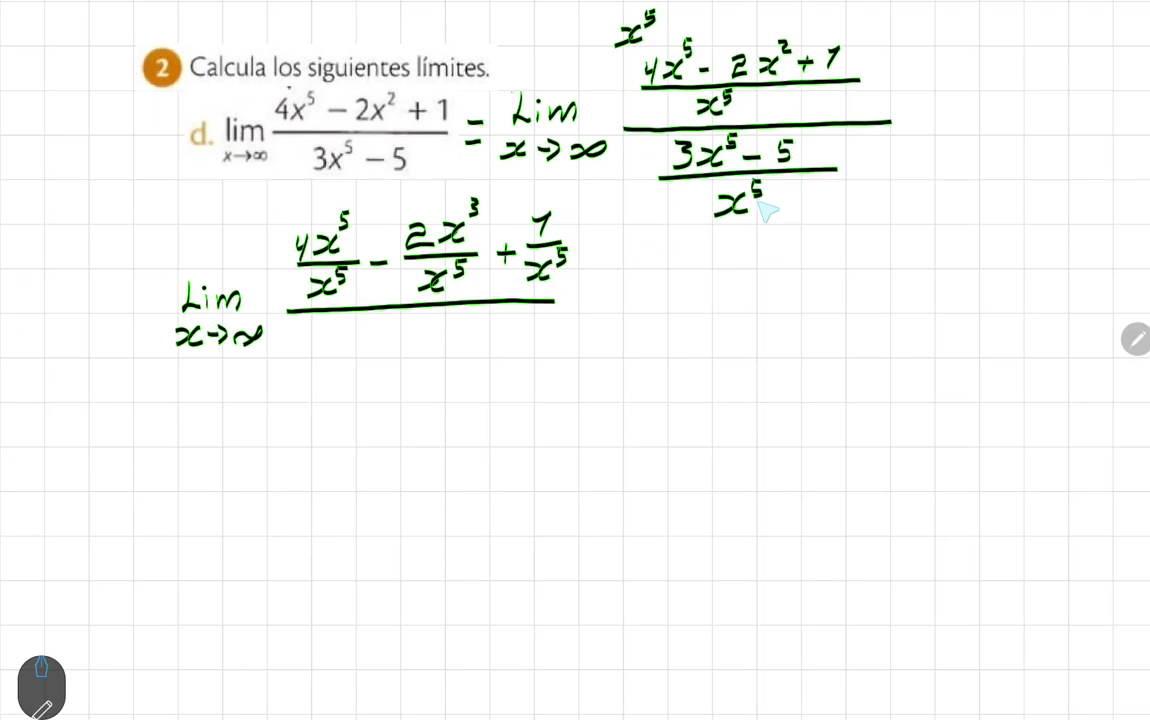 2 Calcula los siguientes límites.
d. lim x→∞ (4x⁵ − 2x² + 1)/(3x⁵ − 5) = Lim x→∞ ((4x⁵ - 2x² + 1)/x⁵)/((3x⁵ - 5)/x⁵)
x⁵
Lim x→∞ 4x⁵/x⁵ - 2x³/x⁵ + 1/x⁵